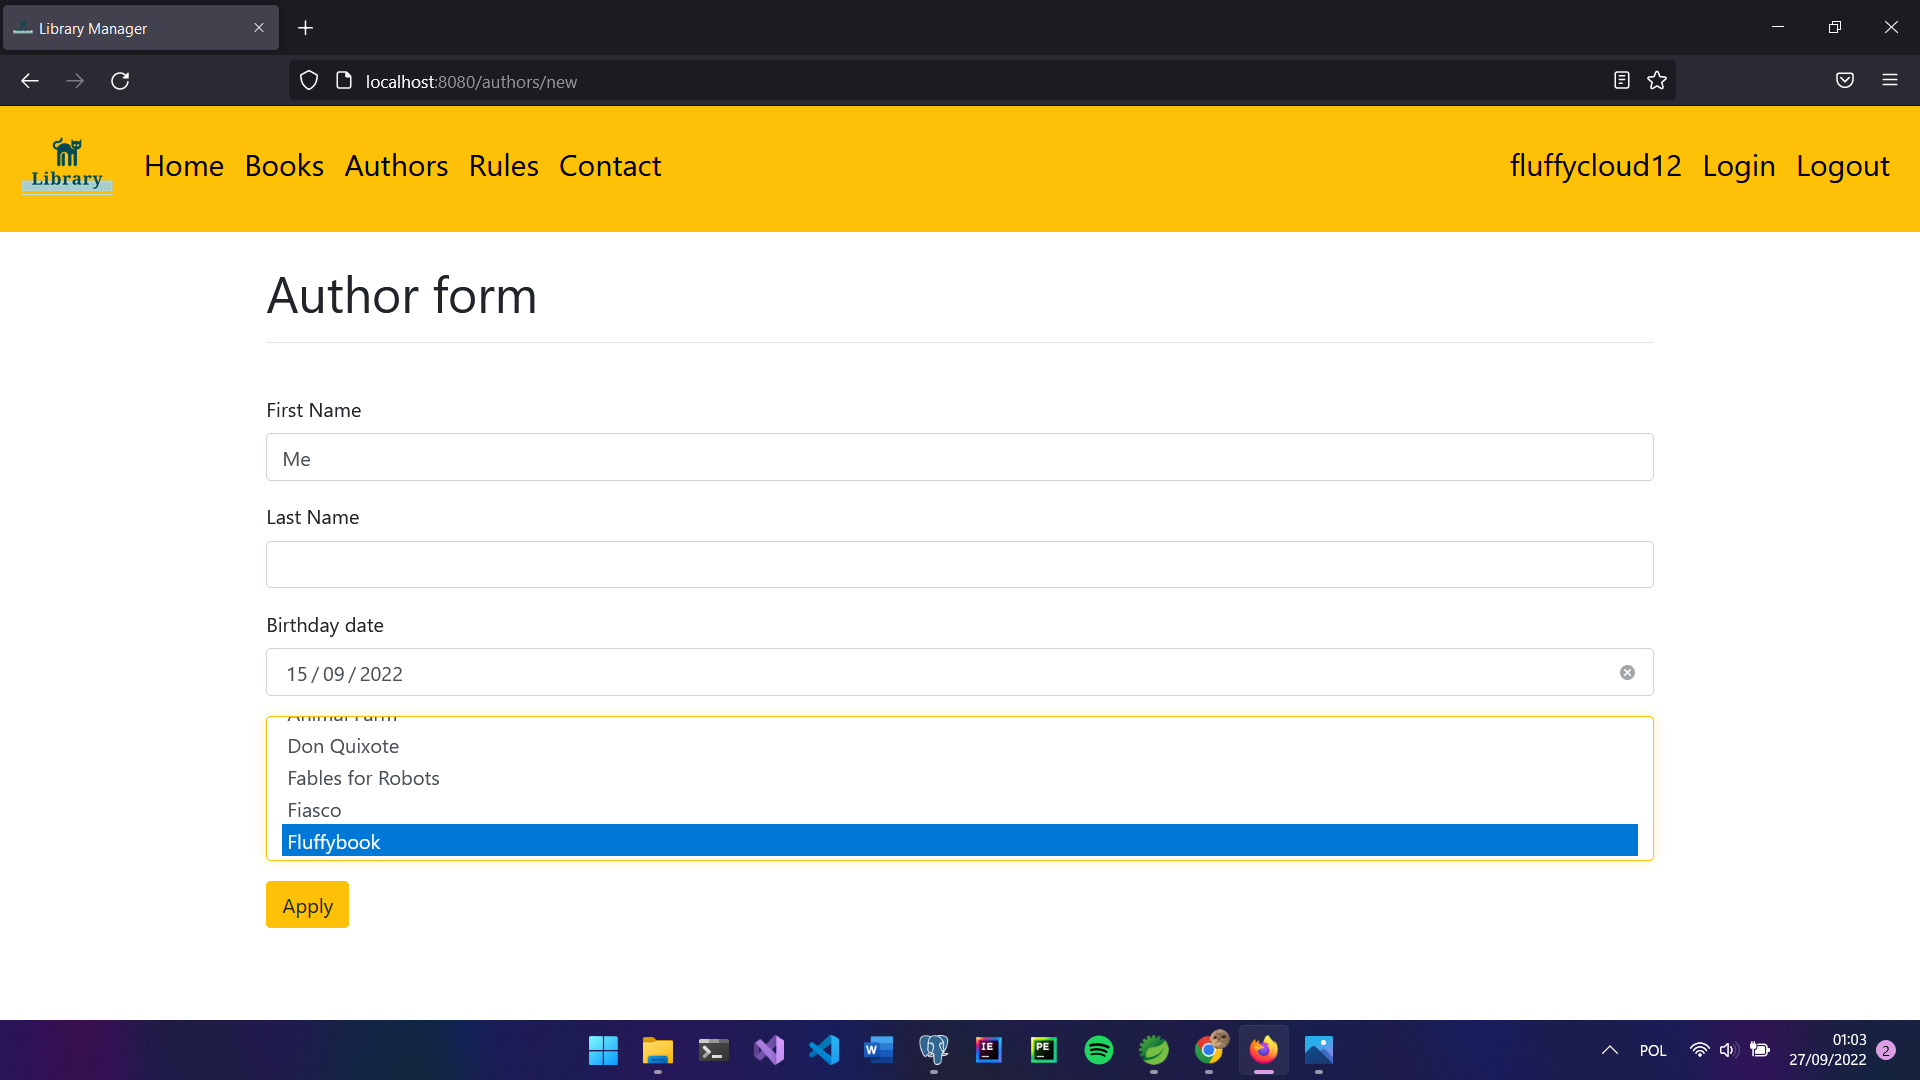 Library Manager
localhost:8080/authors/new
Library
Home Books Authors Rules Contact
fluffycloud12 Login Logout
Author form
First Name
Me
Last Name
Birthday date
15 / 09 / 2022
Animal Farm
Don Quixote
Fables for Robots
Fiasco
Fluffybook
Apply
POL
01:03
27/09/2022
2